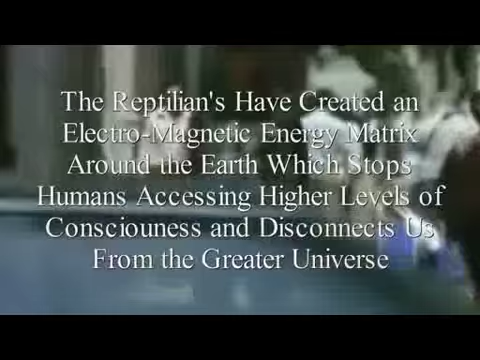 The Reptilian's Have Created an
Electro-Magnetic Energy Matrix
Around the Earth Which Stops
Humans Accessing Higher Levels of
Consciouness and Disconnects Us
From the Greater Universe